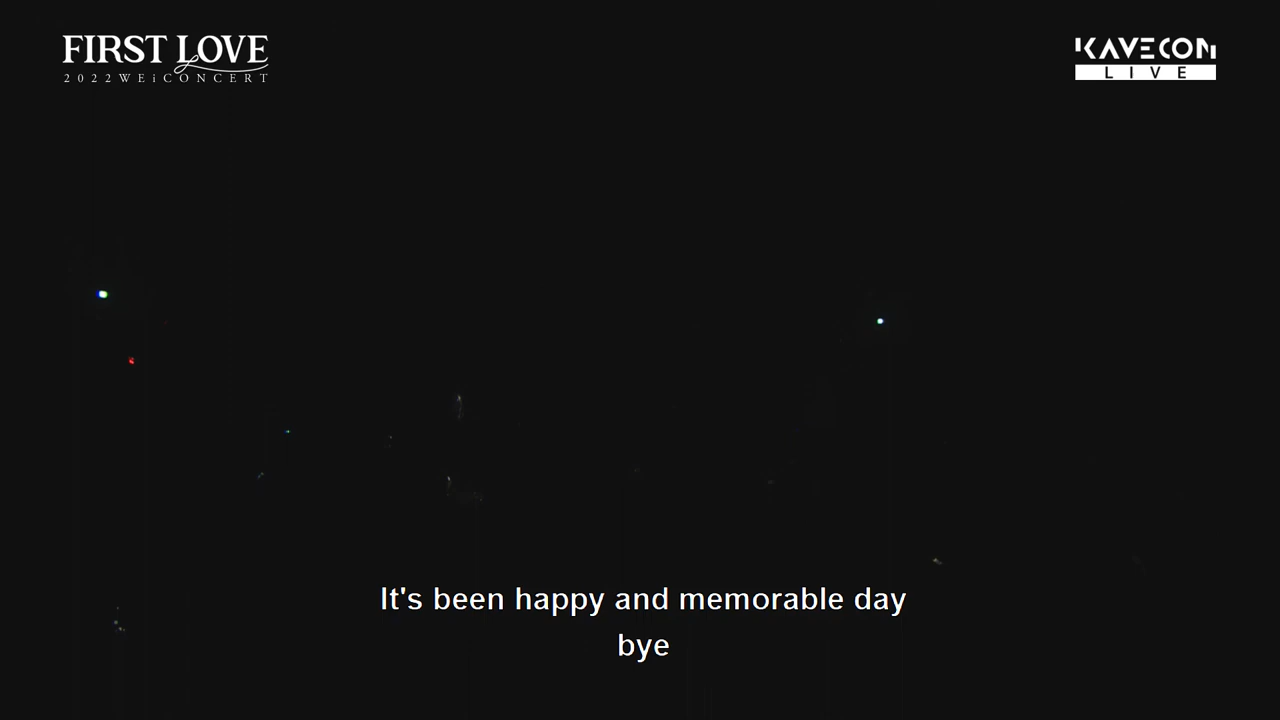 FIRST LOVE
2022WEiCONCERT
KAVECON
LIVE
It's been happy and memorable day
bye